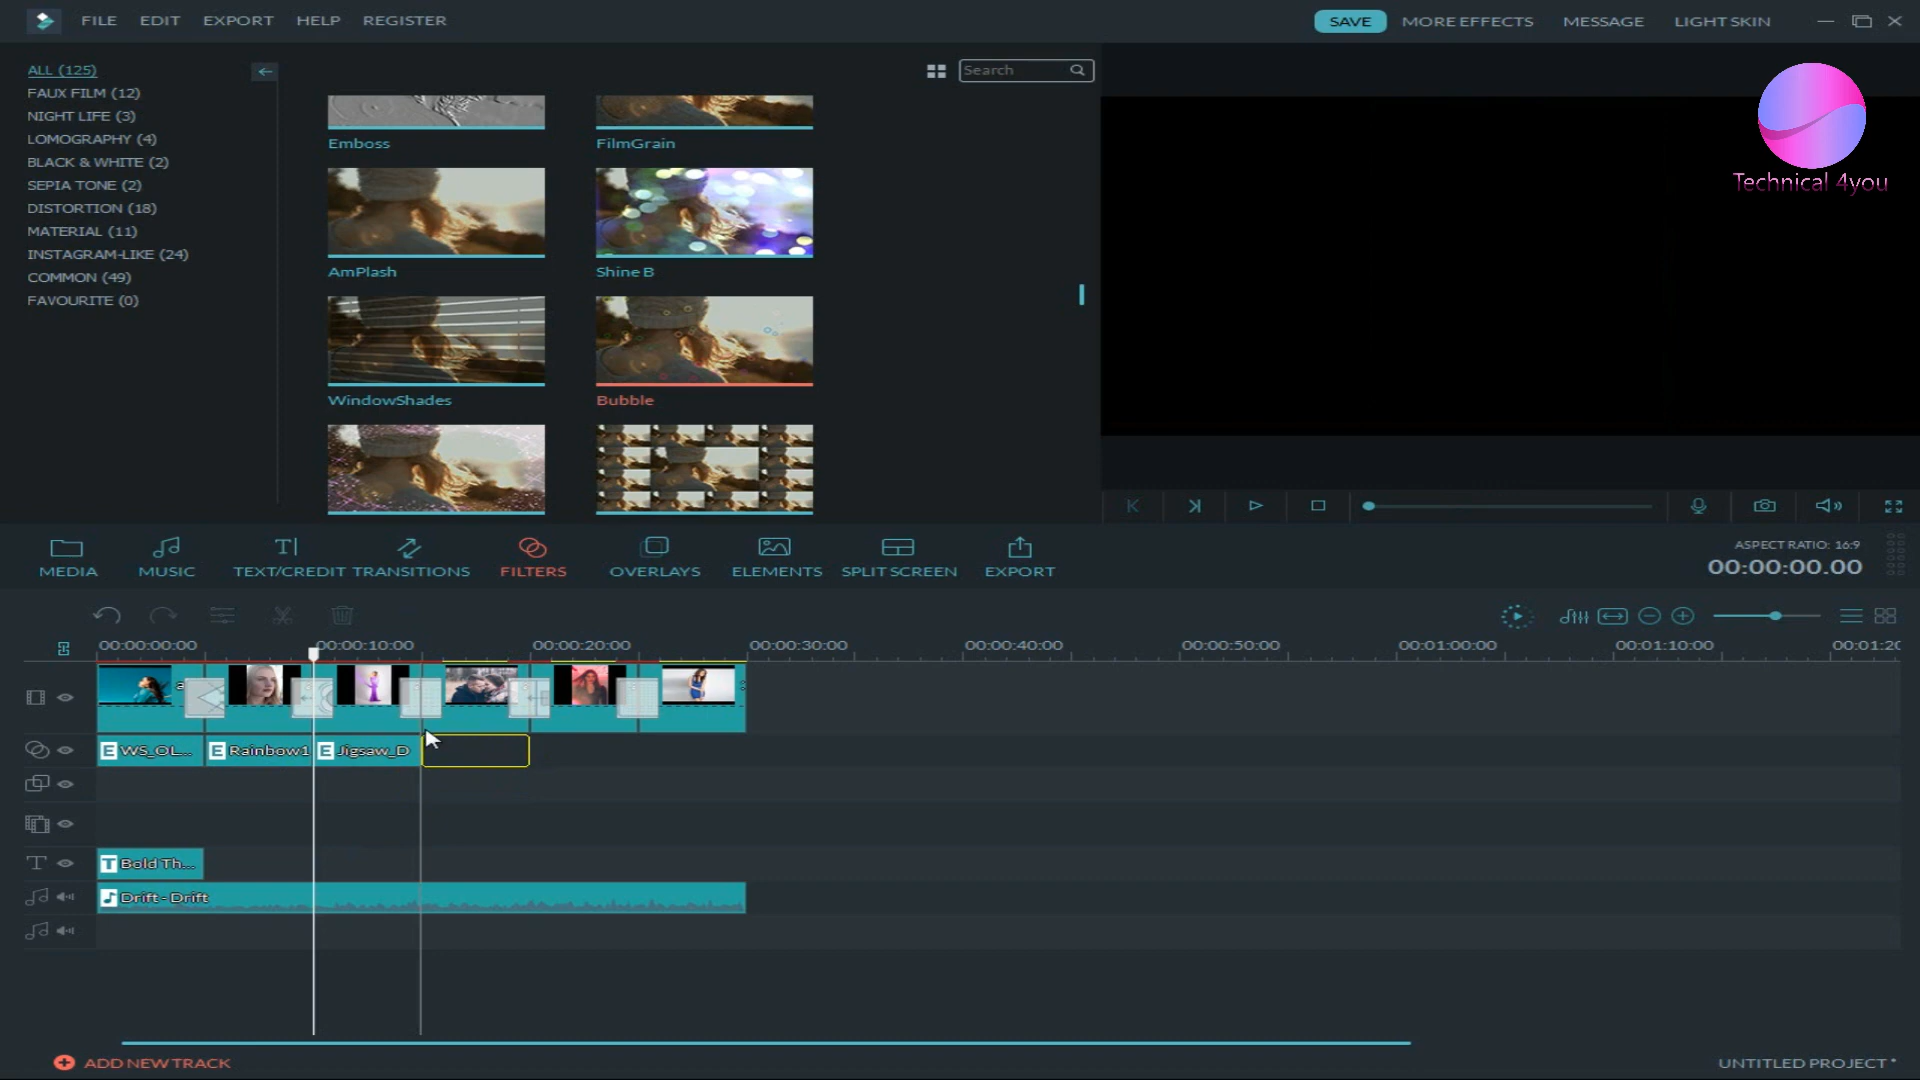 FILE EDIT EXPORT HELP REGISTER
SAVE MORE EFFECTS MESSAGE LIGHT SKIN
ALL (125)
FAUX FILM (12)
NIGHT LIFE (3)
LOMOGRAPHY (4)
BLACK & WHITE (2)
SEPIA TONE (2)
DISTORTION (18)
MATERIAL (11)
INSTAGRAM-LIKE (24)
COMMON (49)
FAVOURITE (0)
Search
Emboss
FilmGrain
AmPlash
Shine B
WindowShades
Bubble
Technical 4you
MEDIA
MUSIC
TEXT/CREDIT
TRANSITIONS
FILTERS
OVERLAYS
ELEMENTS
SPLIT SCREEN
EXPORT
ASPECT RATIO: 16:9
00:00:00.00
00:00:00:00 00:00:10:00 00:00:20:00 00:00:30:00 00:00:40:00 00:00:50:00 00:01:00:00 00:01:10:00 00:01:20
E WS_OL...
E Rainbow1
E Jigsaw_D
T Bold Th...
Drift - Drift
ADD NEW TRACK
UNTITLED PROJECT *